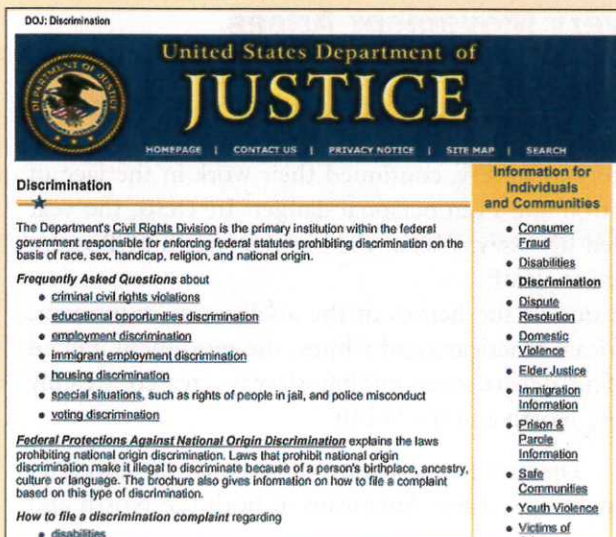 DOJ: Discrimination
United States Department of
JUSTICE
HOMEPAGE | CONTACT US | PRIVACY NOTICE | SITE MAP | SEARCH
Discrimination
The Department's Civil Rights Division is the primary institution within the federal
government responsible for enforcing federal statutes prohibiting discrimination on the
basis of race, sex, handicap, religion, and national origin.
Frequently Asked Questions about
• criminal civil rights violations
• educational opportunities discrimination
• employment discrimination
• immigrant employment discrimination
• housing discrimination
• special situations, such as rights of people in jail, and police misconduct
• voting discrimination
Federal Protections Against National Origin Discrimination explains the laws
prohibiting national origin discrimination. Laws that prohibit national origin
discrimination make it illegal to discriminate because of a person's birthplace, ancestry,
culture or language. The brochure also gives information on how to file a complaint
based on this type of discrimination.
How to file a discrimination complaint regarding
• disabilities
Information for
Individuals
and Communities
• Consumer
Fraud
• Disabilities
• Discrimination
• Dispute
Resolution
• Domestic
Violence
• Elder Justice
• Immigration
Information
• Prison &
Parole
Information
• Safe
Communities
• Youth Violence
• Victims of